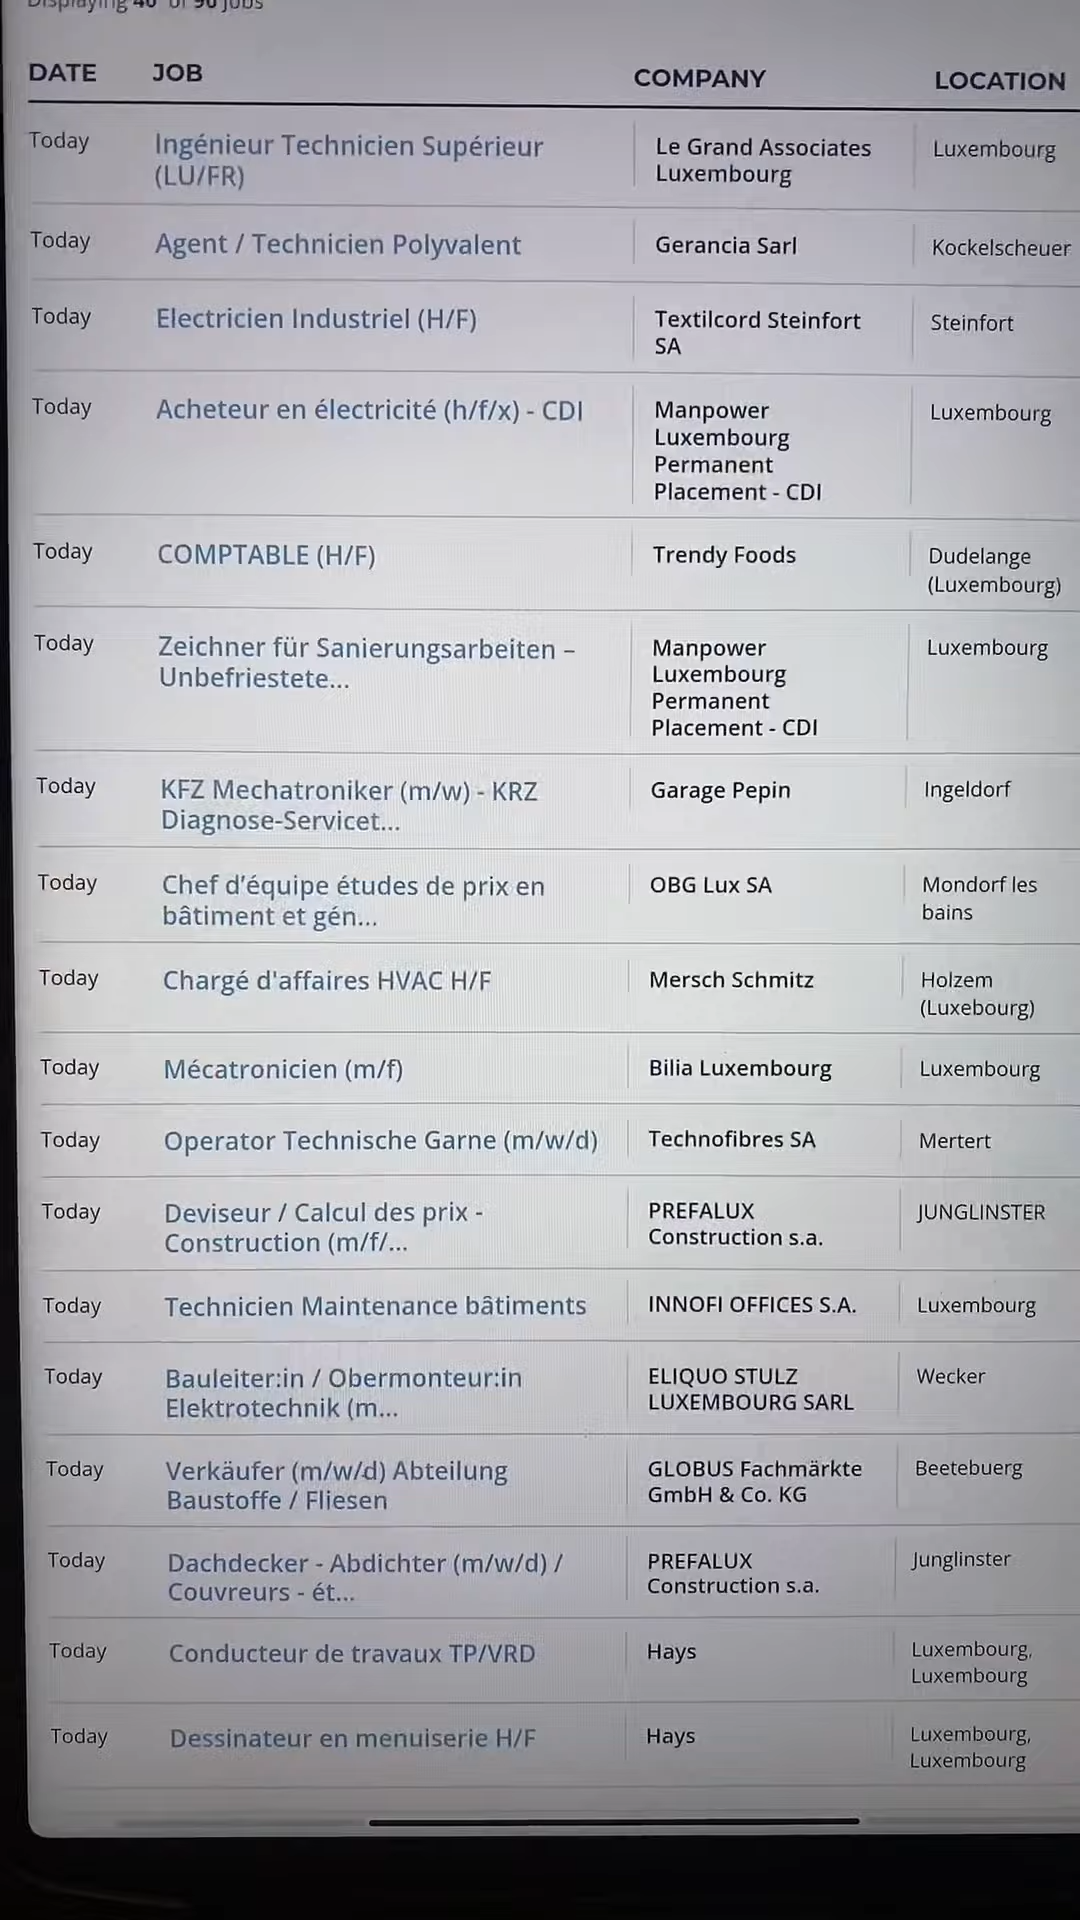 Displaying 40 of 90 jobs
DATE JOB COMPANY LOCATION
Today Ingénieur Technicien Supérieur Le Grand Associates Luxembourg
(LU/FR) Luxembourg
Today Agent / Technicien Polyvalent Gerancia Sarl Kockelscheuer
Today Electricien Industriel (H/F) Textilcord Steinfort Steinfort
SA
Today Acheteur en électricité (h/f/x) - CDI Manpower Luxembourg
Luxembourg
Permanent
Placement - CDI
Today COMPTABLE (H/F) Trendy Foods Dudelange
(Luxembourg)
Today Zeichner für Sanierungsarbeiten – Manpower Luxembourg
Unbefriestete... Luxembourg
Permanent
Placement - CDI
Today KFZ Mechatroniker (m/w) - KRZ Garage Pepin Ingeldorf
Diagnose-Servicet...
Today Chef d’équipe études de prix en OBG Lux SA Mondorf les
bâtiment et gén... bains
Today Chargé d'affaires HVAC H/F Mersch Schmitz Holzem
(Luxebourg)
Today Mécatronicien (m/f) Bilia Luxembourg Luxembourg
Today Operator Technische Garne (m/w/d) Technofibres SA Mertert
Today Deviseur / Calcul des prix - PREFALUX JUNGLINSTER
Construction (m/f/... Construction s.a.
Today Technicien Maintenance bâtiments INNOFI OFFICES S.A. Luxembourg
Today Bauleiter:in / Obermonteur:in ELIQUO STULZ Wecker
Elektrotechnik (m... LUXEMBOURG SARL
Today Verkäufer (m/w/d) Abteilung GLOBUS Fachmärkte Beetebuerg
Baustoffe / Fliesen GmbH & Co. KG
Today Dachdecker - Abdichter (m/w/d) / PREFALUX Junglinster
Couvreurs - ét... Construction s.a.
Today Conducteur de travaux TP/VRD Hays Luxembourg,
Luxembourg
Today Dessinateur en menuiserie H/F Hays Luxembourg,
Luxembourg